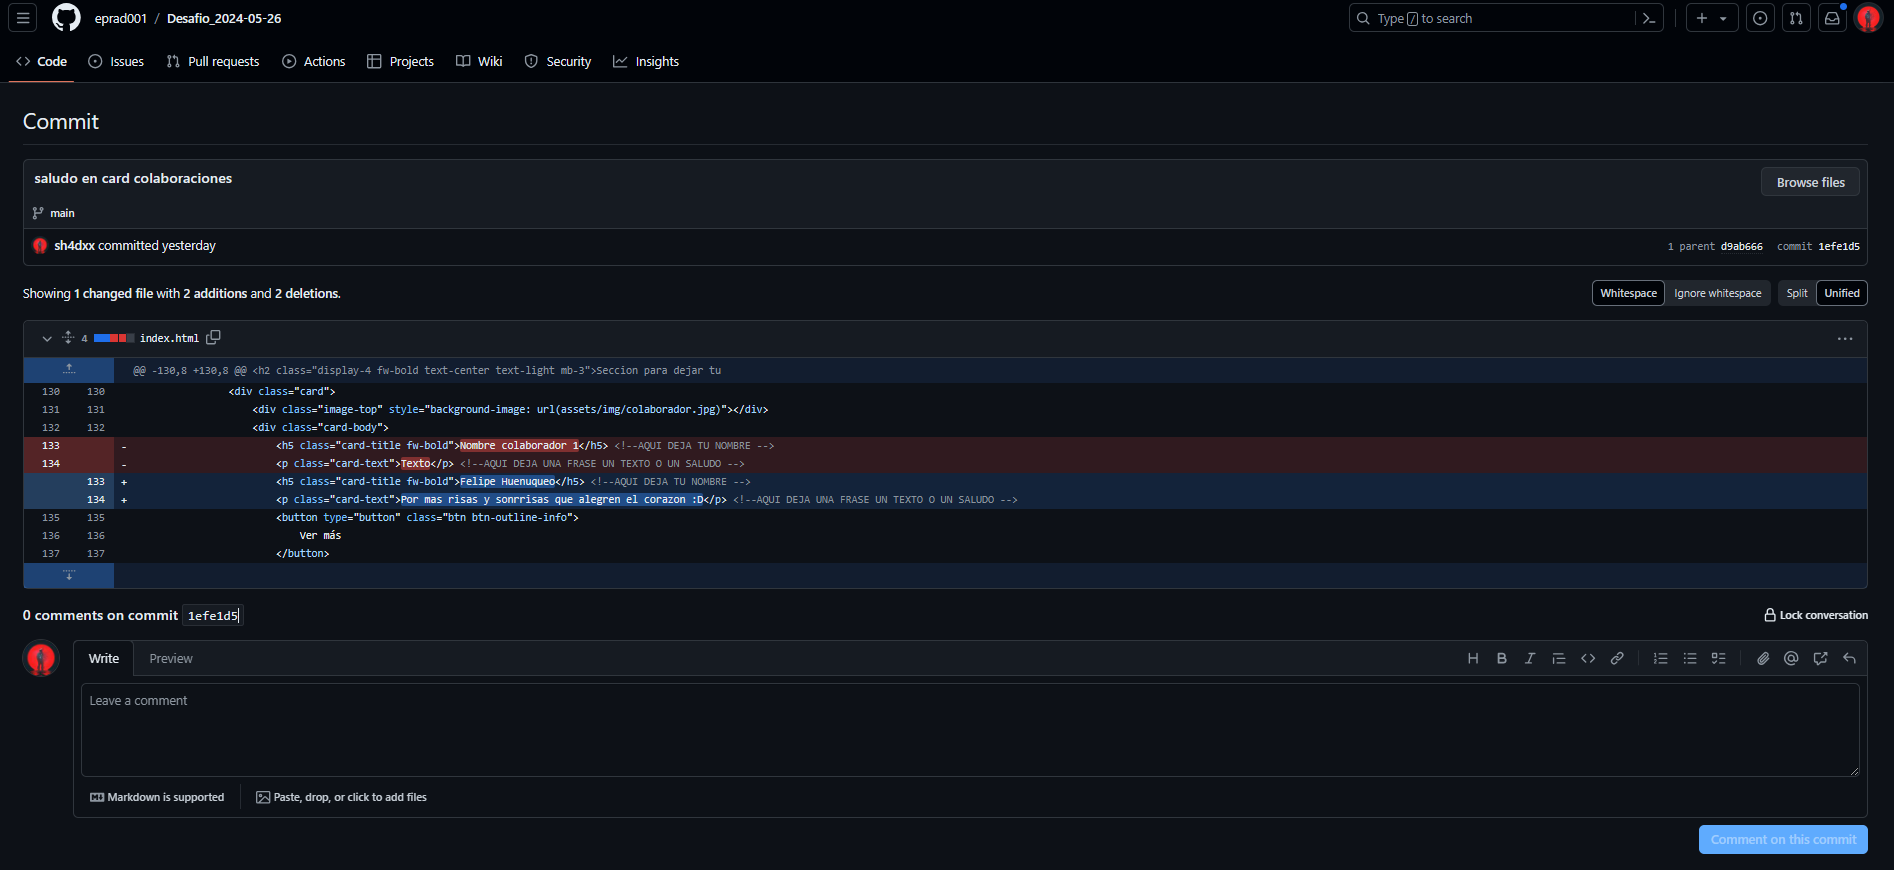 eprad001 / Desafio_2024-05-26
Type / to search
Code Issues Pull requests Actions Projects Wiki Security Insights
Commit
saludo en card colaboraciones
Browse files
main
sh4dxx committed yesterday
1 parent d9ab666 commit 1efe1d5
Showing 1 changed file with 2 additions and 2 deletions.
Whitespace Ignore whitespace Split Unified
4 index.html
@@ -130,8 +130,8 @@ <h2 class="display-4 fw-bold text-center text-light mb-3">Seccion para dejar tu
130 130 <div class="card">
131 131 <div class="image-top" style="background-image: url(assets/img/colaborador.jpg)"></div>
132 132 <div class="card-body">
133 - <h5 class="card-title fw-bold">Nombre colaborador 1</h5> <!--AQUI DEJA TU NOMBRE -->
134 - <p class="card-text">Texto</p> <!--AQUI DEJA UNA FRASE UN TEXTO O UN SALUDO -->
133 + <h5 class="card-title fw-bold">Felipe Huenuqueo</h5> <!--AQUI DEJA TU NOMBRE -->
134 + <p class="card-text">Por mas risas y sonrrisas que alegren el corazon :D</p> <!--AQUI DEJA UNA FRASE UN TEXTO O UN SALUDO -->
135 135 <button type="button" class="btn btn-outline-info">
136 136 Ver más
137 137 </button>
0 comments on commit 1efe1d5
Lock conversation
Write Preview
Leave a comment
Markdown is supported
Paste, drop, or click to add files
Comment on this commit